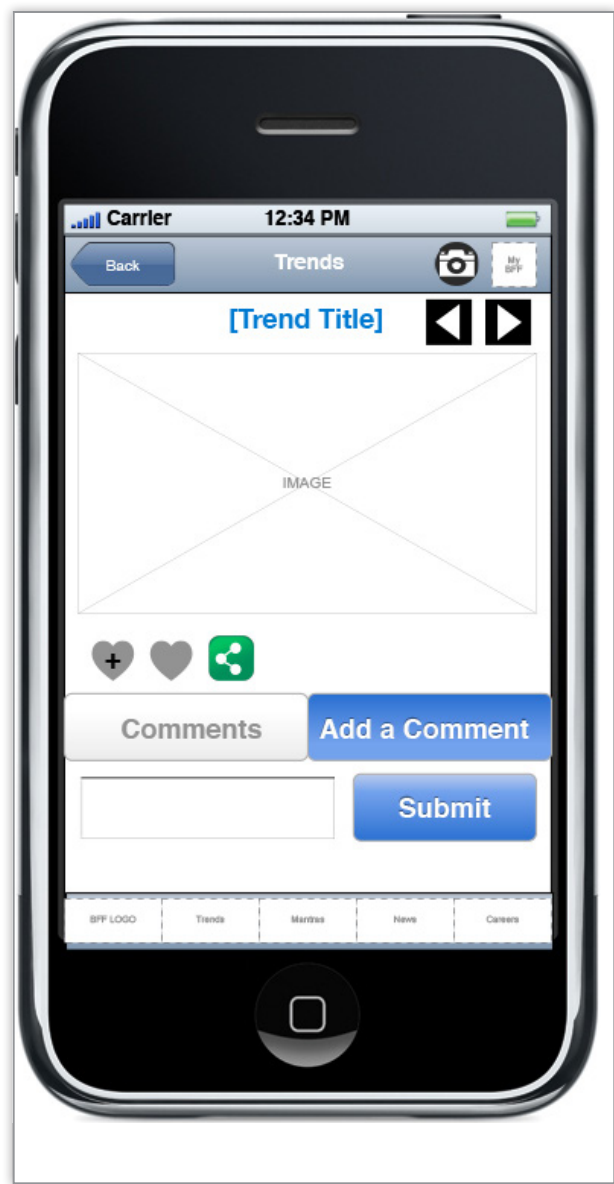 Carrier 12:34 PM
Back Trends My BFF
[Trend Title]
IMAGE
+
Comments Add a Comment
Submit
BFF LOGO Trends Mantras News Careers